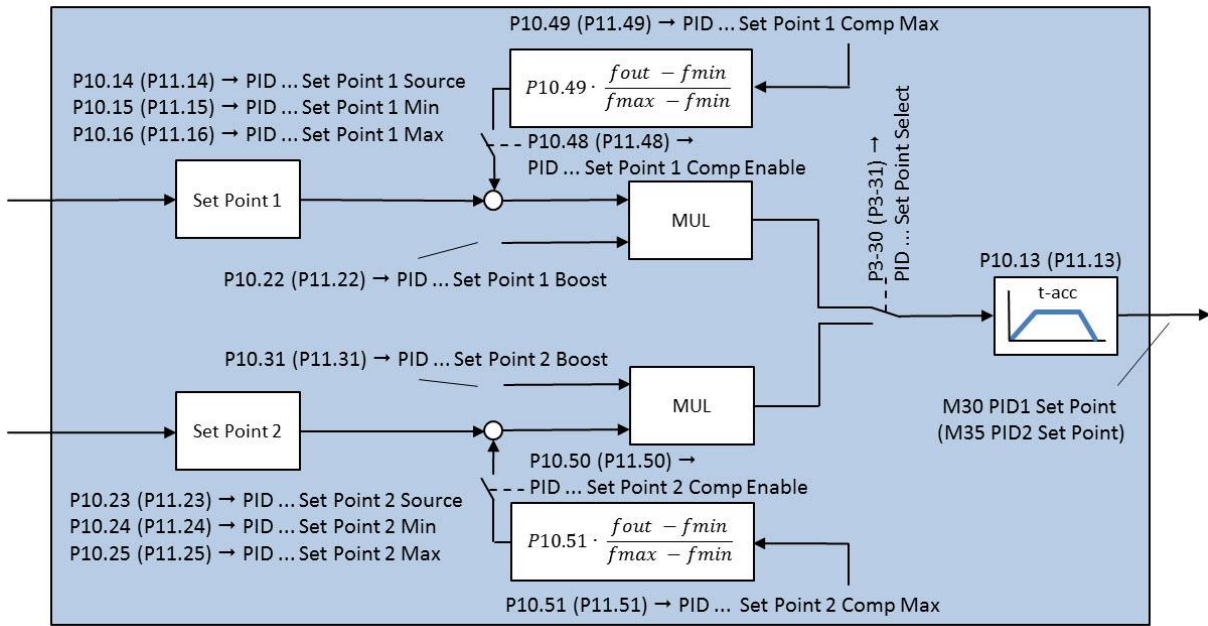 P10.49 (P11.49) → PID ... Set Point 1 Comp Max
P10.14 (P11.14) → PID ... Set Point 1 Source
P10.15 (P11.15) → PID ... Set Point 1 Min
P10.16 (P11.16) → PID ... Set Point 1 Max
P10.49 · (fout − fmin) / (fmax − fmin)
P10.48 (P11.48) →
PID ... Set Point 1 Comp Enable
P3-30 (P3-31) →
PID ... Set Point Select
Set Point 1
MUL
P10.22 (P11.22) → PID ... Set Point 1 Boost
P10.13 (P11.13)
t-acc
P10.31 (P11.31) → PID ... Set Point 2 Boost
MUL
M30 PID1 Set Point
(M35 PID2 Set Point)
Set Point 2
P10.50 (P11.50) →
PID ... Set Point 2 Comp Enable
P10.23 (P11.23) → PID ... Set Point 2 Source
P10.24 (P11.24) → PID ... Set Point 2 Min
P10.25 (P11.25) → PID ... Set Point 2 Max
P10.51 · (fout − fmin) / (fmax − fmin)
P10.51 (P11.51) → PID ... Set Point 2 Comp Max